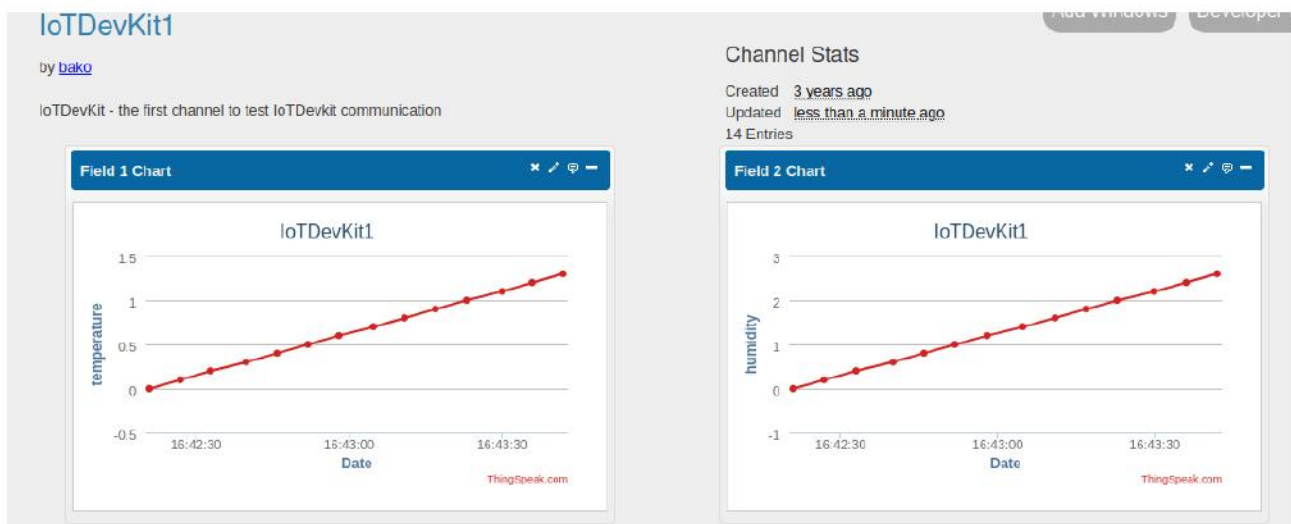 IoTDevKit1
Add Windows
Developer
by bako
IoTDevKit - the first channel to test IoTDevkit communication
Channel Stats
Created 3 years ago
Updated less than a minute ago
14 Entries
Field 1 Chart
IoTDevKit1
1.5
1
0.5
0
-0.5
temperature
16:42:30 16:43:00 16:43:30
Date
ThingSpeak.com
Field 2 Chart
IoTDevKit1
3
2
1
0
-1
humidity
16:42:30 16:43:00 16:43:30
Date
ThingSpeak.com